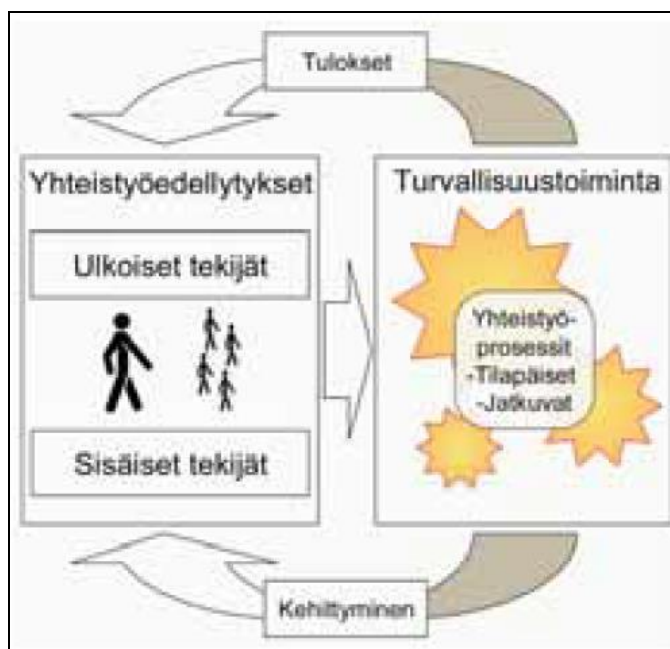 Tulokset
Yhteistyöedellytykset
Ulkoiset tekijät
Sisäiset tekijät
Turvallisuustoiminta
Yhteistyö-
prosessit
-Tilapäiset
-Jatkuvat
Kehittyminen